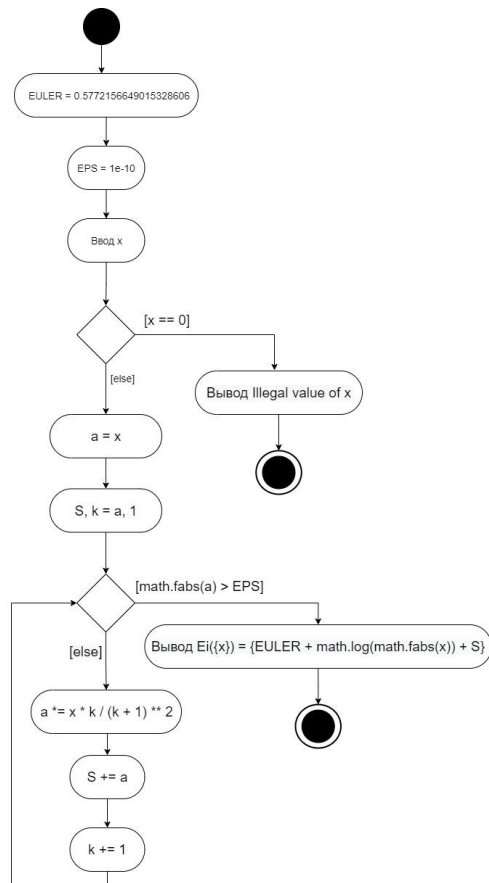 EULER = 0.5772156649015328606
EPS = 1e-10
Ввод x
[x == 0]
[else]
Вывод Illegal value of x
a = x
S, k = a, 1
[math.fabs(a) > EPS]
[else]
Вывод Ei({x}) = {EULER + math.log(math.fabs(x)) + S}
a *= x * k / (k + 1) ** 2
S += a
k += 1